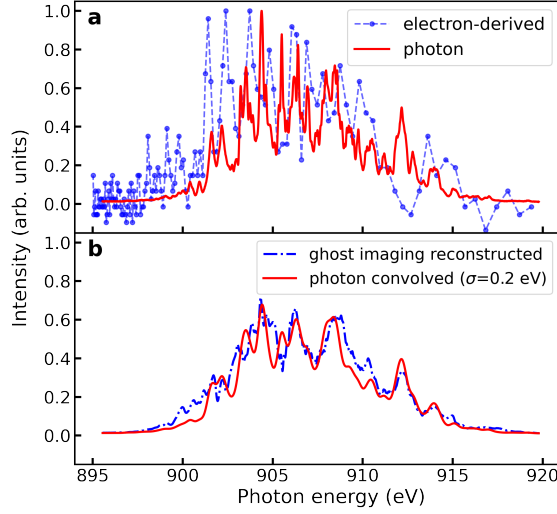 a
electron-derived
photon
1.0
0.8
0.6
0.4
0.2
0.0
Intensity (arb. units)
b
ghost imaging reconstructed
photon convolved (σ=0.2 eV)
1.0
0.8
0.6
0.4
0.2
0.0
895 900 905 910 915 920
Photon energy (eV)